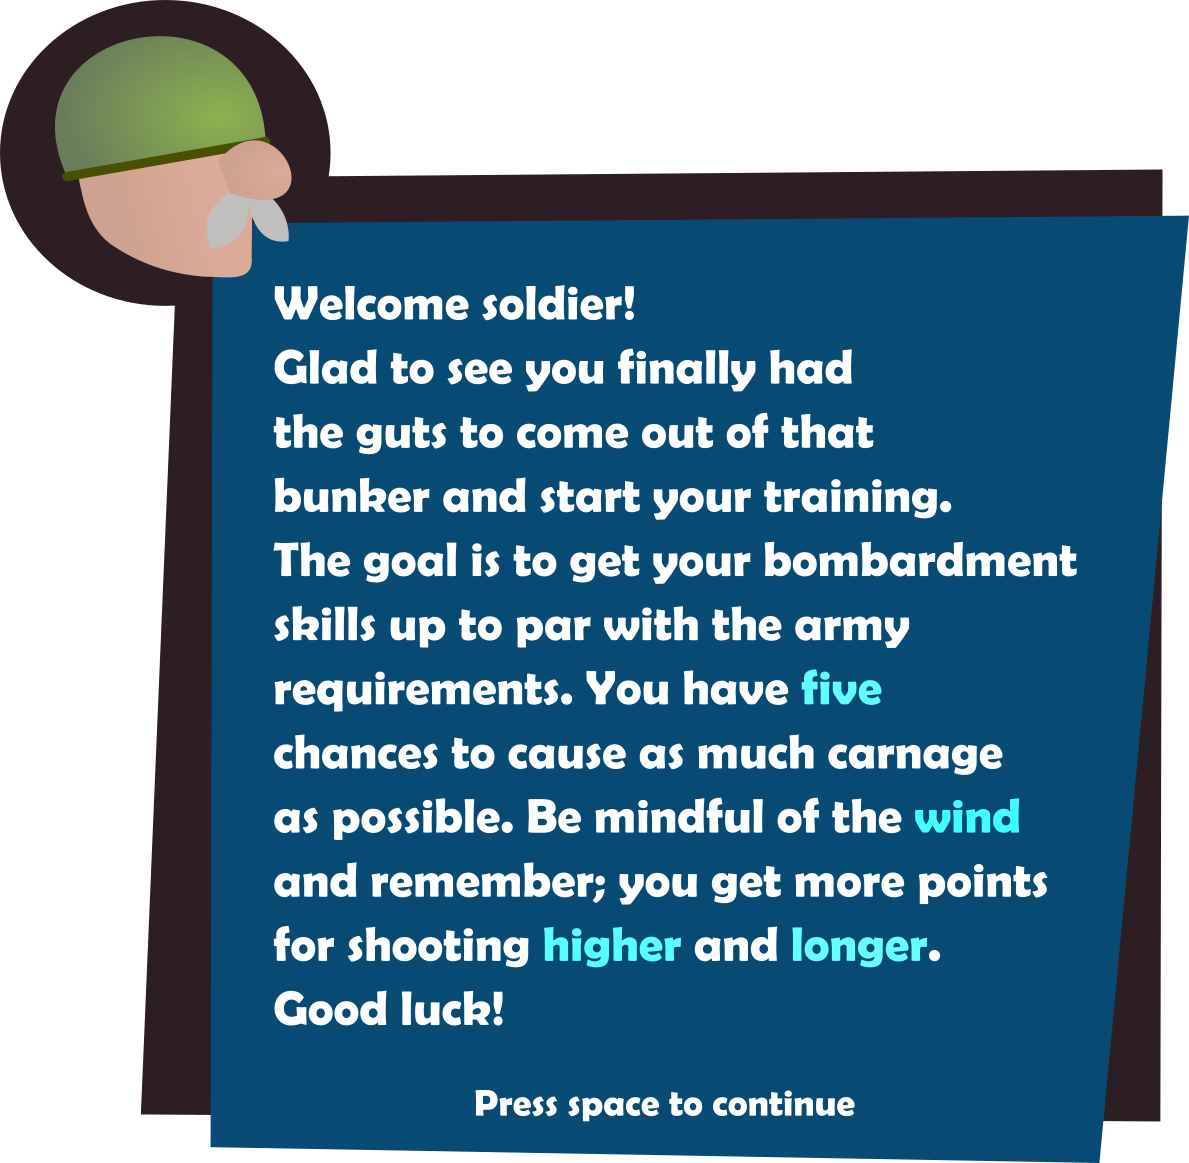 Welcome soldier!
Glad to see you finally had
the guts to come out of that
bunker and start your training.
The goal is to get your bombardment
skills up to par with the army
requirements. You have five
chances to cause as much carnage
as possible. Be mindful of the wind
and remember; you get more points
for shooting higher and longer.
Good luck!
Press space to continue